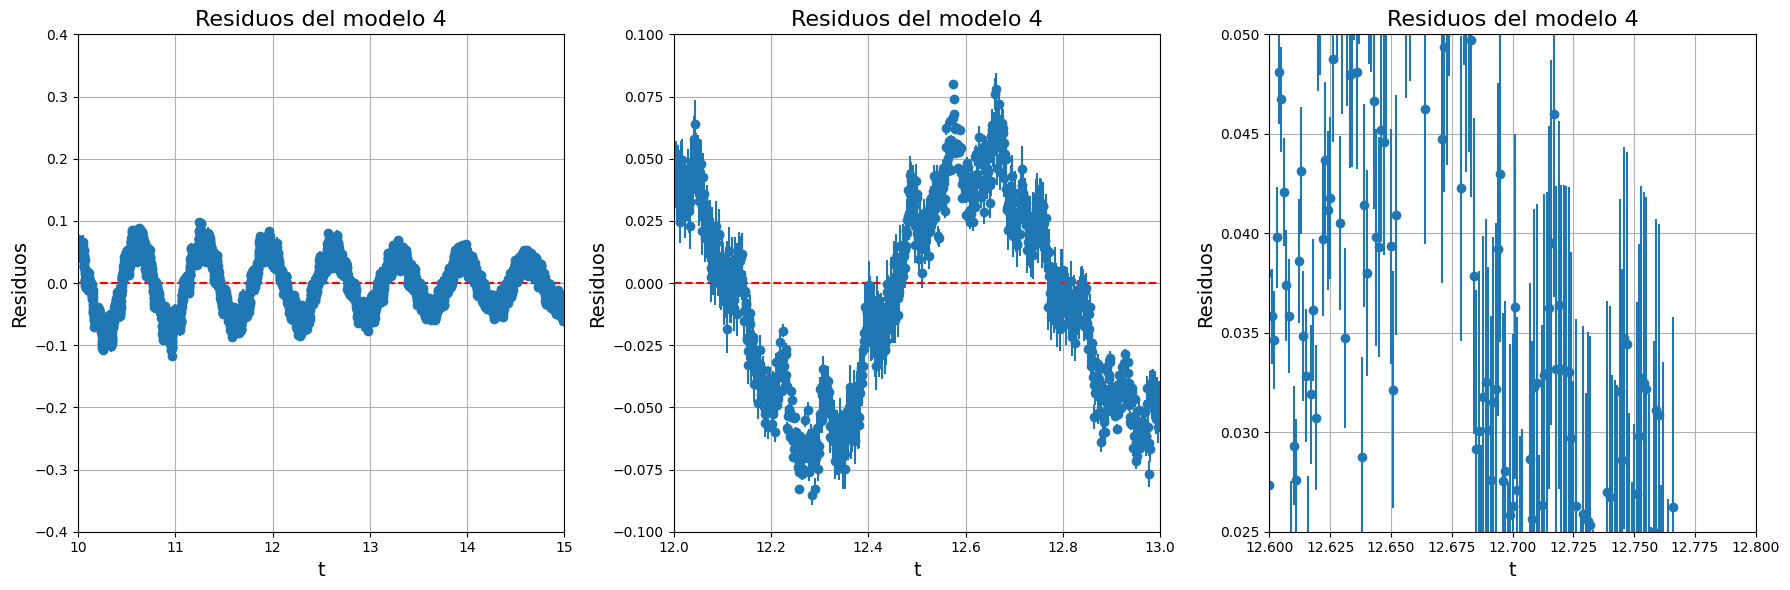 Residuos del modelo 4
Residuos
0.4
0.3
0.2
0.1
0.0
−0.1
−0.2
−0.3
−0.4
10 11 12 13 14 15
t
Residuos del modelo 4
Residuos
0.100
0.075
0.050
0.025
0.000
−0.025
−0.050
−0.075
−0.100
12.0 12.2 12.4 12.6 12.8 13.0
t
Residuos del modelo 4
Residuos
0.050
0.045
0.040
0.035
0.030
0.025
12.600 12.625 12.650 12.675 12.700 12.725 12.750 12.775 12.800
t